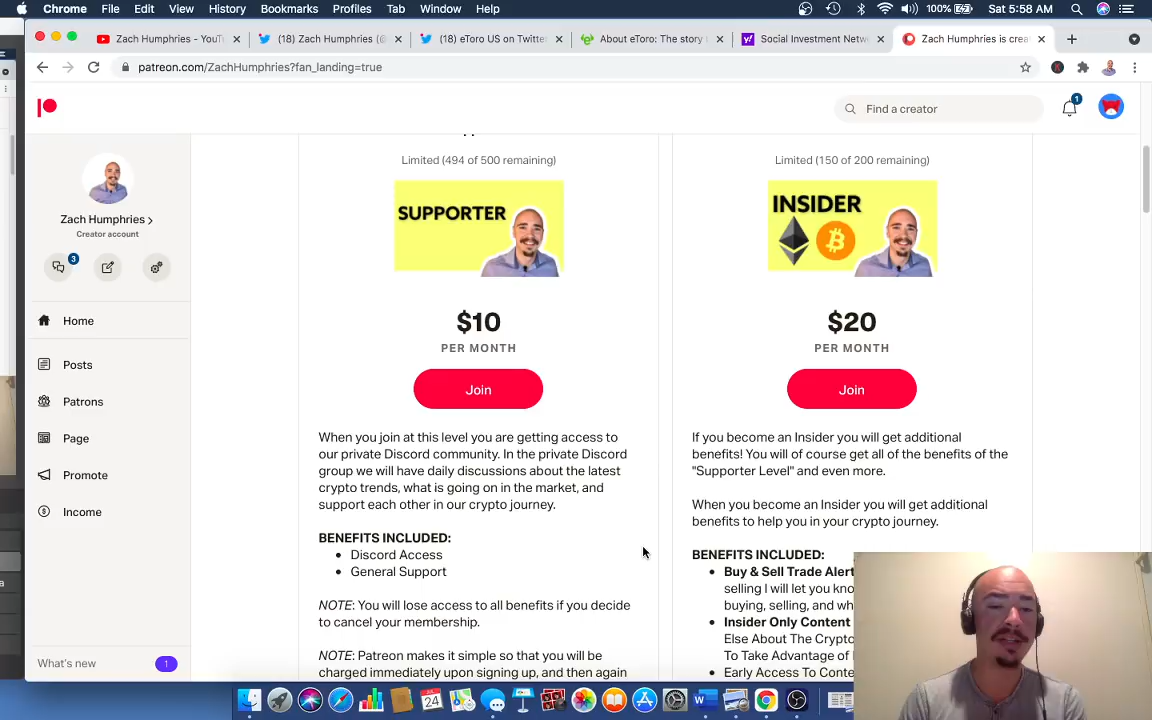 Chrome File Edit View History Bookmarks Profiles Tab Window Help 100% Sat 5:58 AM
Zach Humphries - YouT (18) Zach Humphries (@ (18) eToro US on Twitte About eToro: The story Social Investment Netw Zach Humphries is crea
patreon.com/ZachHumphries?fan_landing=true
Find a creator
1
Limited (494 of 500 remaining)
Limited (150 of 200 remaining)
SUPPORTER
INSIDER
Zach Humphries
Creator account
3
Home
Posts
Patrons
Page
Promote
Income
What's new
1
$10
PER MONTH
Join
When you join at this level you are getting access to
our private Discord community. In the private Discord
group we will have daily discussions about the latest
crypto trends, what is going on in the market, and
support each other in our crypto journey.
BENEFITS INCLUDED:
• Discord Access
• General Support
NOTE: You will lose access to all benefits if you decide
to cancel your membership.
NOTE: Patreon makes it simple so that you will be
charged immediately upon signing up, and then again
$20
PER MONTH
Join
If you become an Insider you will get additional
benefits! You will of course get all of the benefits of the
"Supporter Level" and even more.
When you become an Insider you will get additional
benefits to help you in your crypto journey.
BENEFITS INCLUDED:
• Buy & Sell Trade Alert
selling I will let you kno
buying, selling, and wh
• Insider Only Content
Else About The Crypto
To Take Advantage of
• Early Access To Conte
24